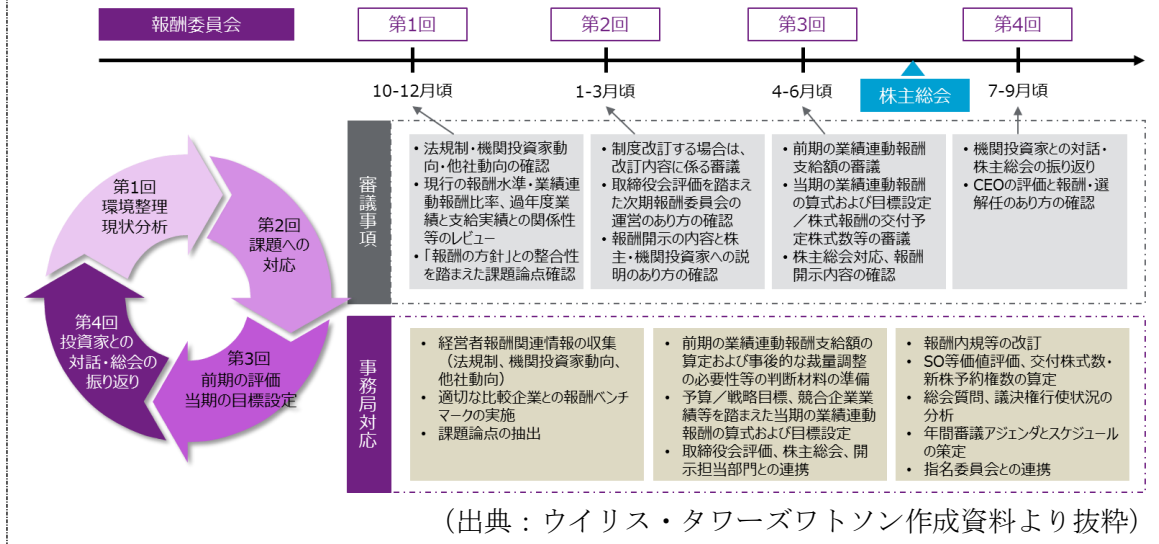 報酬委員会
第1回
第2回
第3回
第4回
10-12月頃
1-3月頃
4-6月頃
株主総会
7-9月頃
第1回
環境整理
現状分析
第2回
課題への
対応
第3回
前期の評価
当期の目標設定
第4回
投資家との
対話・総会の
振り返り
審議事項
• 法規制・機関投資家動
向・他社動向の確認
• 現行の報酬水準・業績連
動報酬比率、過年度業
績と支給実績との関係性
等のレビュー
• 「報酬の方針」との整合性
を踏まえた課題論点確認
• 制度改訂する場合は、
改訂内容に係る審議
• 取締役会評価を踏まえ
た次期報酬委員会の
運営のあり方の確認
• 報酬開示の内容と株
主・機関投資家への説
明のあり方の確認
• 前期の業績連動報酬
支給額の審議
• 当期の業績連動報酬
の算式および目標設定
／株式報酬の交付予
定株式数等の審議
• 株主総会対応、報酬
開示内容の確認
• 機関投資家との対話・
株主総会の振り返り
• CEOの評価と報酬・選
解任のあり方の確認
事務局対応
• 経営者報酬関連情報の収集
（法規制、機関投資家動向、
他社動向）
• 適切な比較企業との報酬ベンチ
マークの実施
• 課題論点の抽出
• 前期の業績連動報酬支給額の
算定および事後的な裁量調整
の必要性等の判断材料の準備
• 予算／戦略目標、競合企業業
績等を踏まえた当期の業績連動
報酬の算式および目標設定
• 取締役会評価、株主総会、開
示担当部門との連携
• 報酬内規等の改訂
• SO等価値評価、交付株式数・
新株予約権数の算定
• 総会質問、議決権行使状況の
分析
• 年間審議アジェンダとスケジュール
の策定
• 指名委員会との連携
（出典：ウイリス・タワーズワトソン作成資料より抜粋）